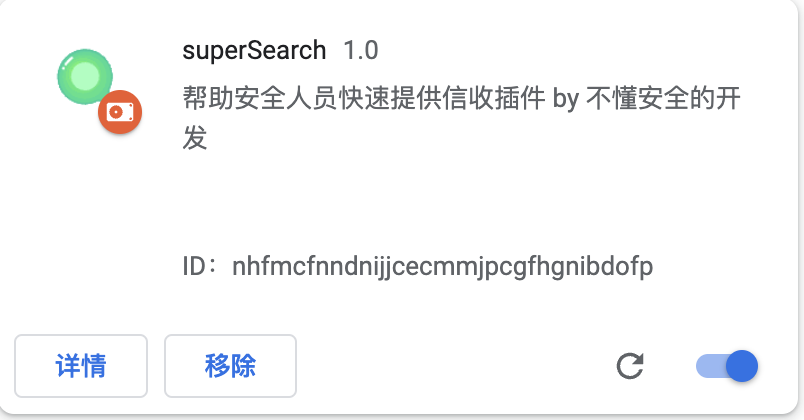 superSearch 1.0
帮助安全人员快速提供信收插件 by 不懂安全的开
发
ID：nhfmcfnndnijjcecmmjpcgfhgnibdofp
详情 移除